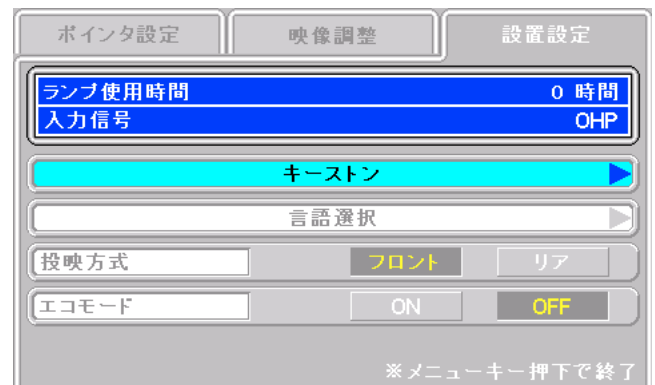 ポインタ設定 映像調整 設置設定
ランプ使用時間 0 時間
入力信号 OHP
キーストン
言語選択
投映方式 フロント リア
エコモード ON OFF
※メニューキー押下で終了